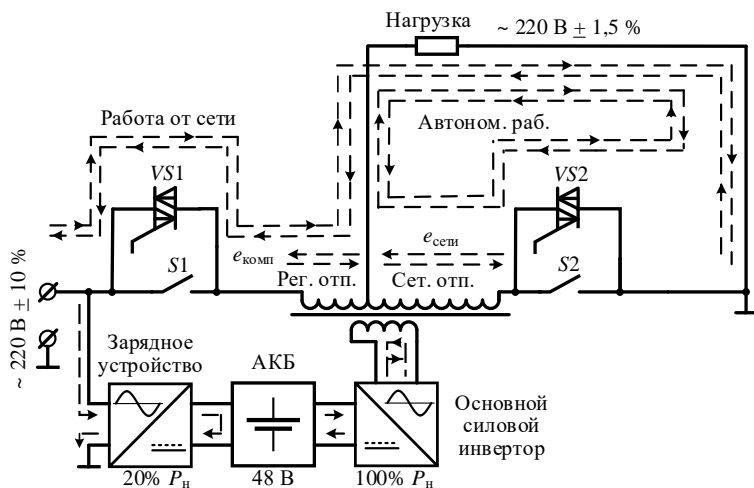 Нагрузка
~ 220 В ± 1,5 %
Работа от сети
Автоном. раб.
VS1
VS2
S1
eкомп
eсети
S2
Рег. отп.
Сет. отп.
~ 220 В ± 10 %
Зарядное
устройство
АКБ
Основной
силовой
инвертор
20% Pн
48 В
100% Pн